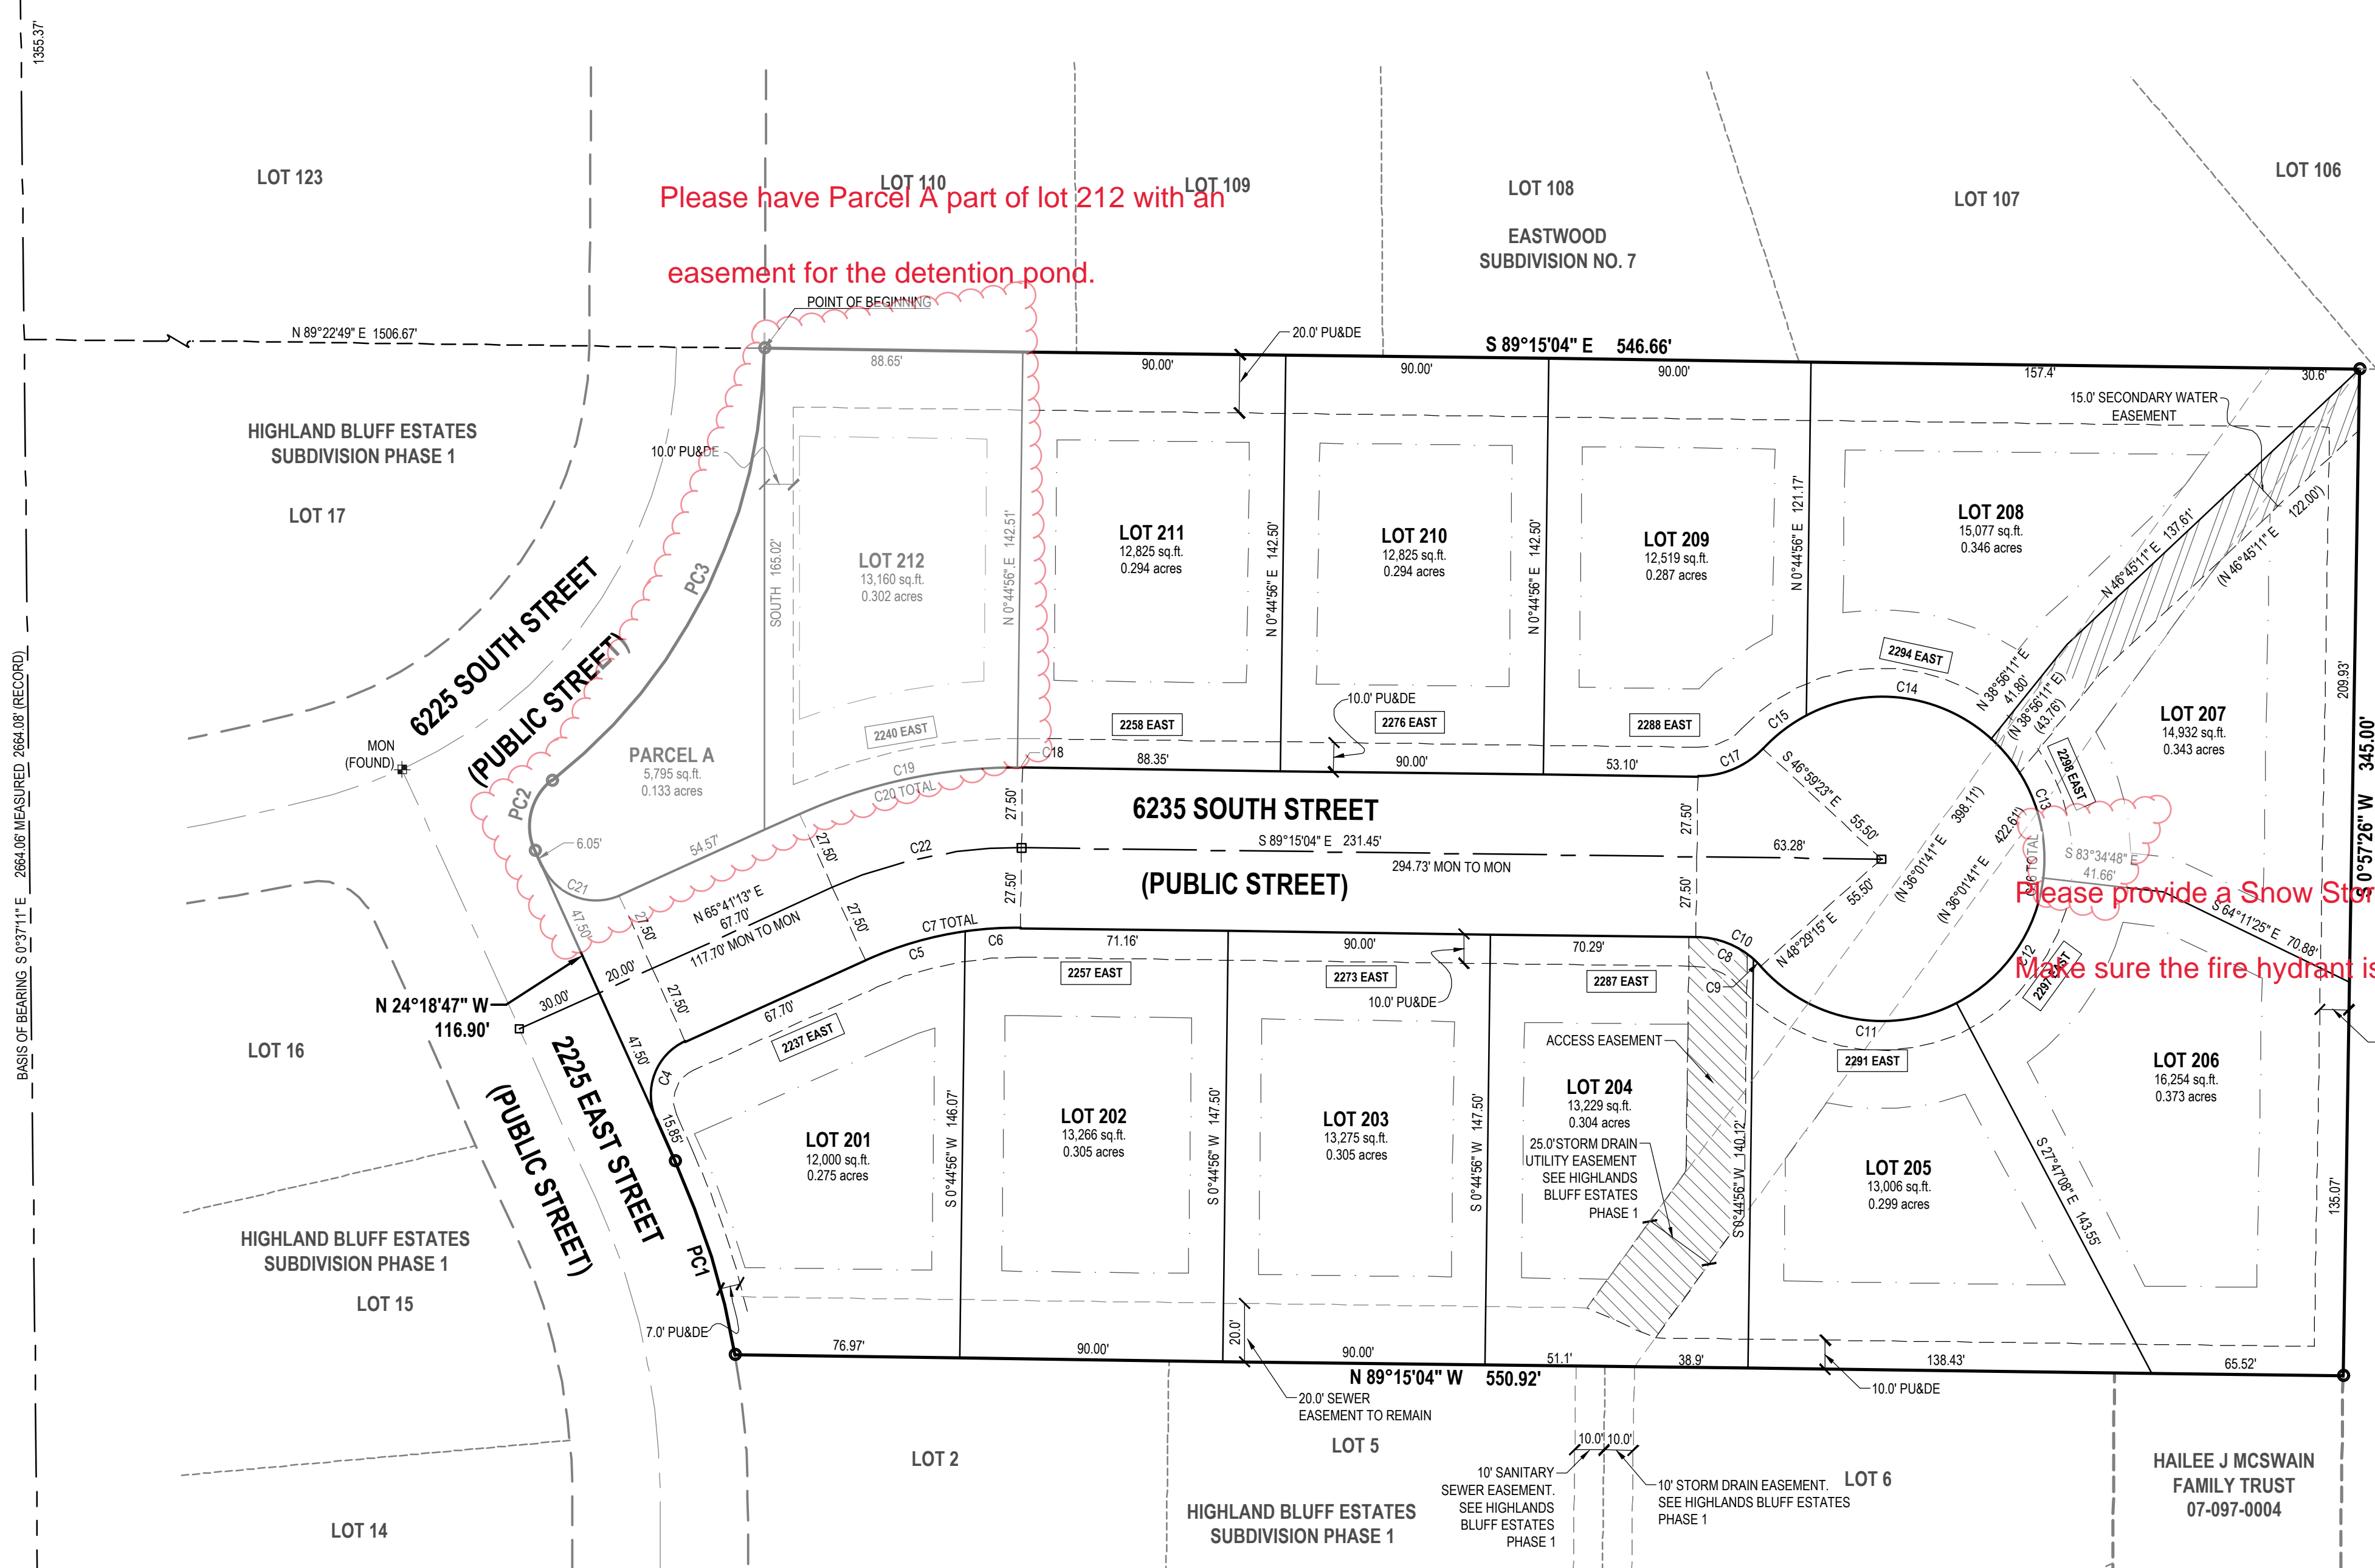 1355.37'
LOT 123
LOT 110
LOT 109
LOT 108
LOT 107
LOT 106
EASTWOOD
SUBDIVISION NO. 7
Please have Parcel A part of lot 212 with an
easement for the detention pond.
POINT OF BEGINNING
N 89°22'49" E 1506.67'
88.65'
90.00'
20.0' PU&DE
90.00'
S 89°15'04" E 546.66'
90.00'
157.4'
30.6'
15.0' SECONDARY WATER
EASEMENT
HIGHLAND BLUFF ESTATES
SUBDIVISION PHASE 1
LOT 17
10.0' PU&DE
SOUTH 165.02'
PC3
LOT 212
13,160 sq.ft.
0.302 acres
N 0°44'56" E 142.51'
LOT 211
12,825 sq.ft.
0.294 acres
N 0°44'56" E 142.50'
LOT 210
12,825 sq.ft.
0.294 acres
N 0°44'56" E 142.50'
LOT 209
12,519 sq.ft.
0.287 acres
N 0°44'56" E 121.17'
LOT 208
15,077 sq.ft.
0.346 acres
N 46°45'11" E 137.61'
(N 46°45'11" E 122.00')
6225 SOUTH STREET
(PUBLIC STREET)
MON
(FOUND)
PARCEL A
5,795 sq.ft.
0.133 acres
2240 EAST
2258 EAST
10.0' PU&DE
2276 EAST
2288 EAST
2294 EAST
C14
C15
C17
N 38°56'11" E
41.80'
(N 38°56'11" E)
(43.76')
2298 EAST
LOT 207
14,932 sq.ft.
0.343 acres
209.93'
S 0°57'26" W 345.00'
BASIS OF BEARING S 0°37'11" E 2664.06' MEASURED 2664.08' (RECORD)
PC2
6.05'
C21
54.57'
C19
C20 TOTAL
C18
88.35'
90.00'
53.10'
27.50'
27.50'
27.50'
C22
6235 SOUTH STREET
S 89°15'04" E 231.45'
294.73' MON TO MON
(PUBLIC STREET)
63.28'
S 46°59'23" E 55.50'
N 48°29'15" E 55.50'
(N 36°01'41" E 398.11')
(N 36°01'41" E 422.61')
C13
C16 TOTAL
S 83°34'48" E
41.66'
Please provide a Snow Stor
S 64°11'25" E 70.88'
Make sure the fire hydrant is
C12
2297 EAST
47.50'
27.50'
N 65°41'13" E
67.70'
117.70' MON TO MON
27.50'
27.50'
27.50'
20.00'
30.00'
N 24°18'47" W
116.90'
47.50'
27.50'
67.70'
C7 TOTAL
C5
C6
71.16'
90.00'
70.29'
C10
C8
C9
C11
2291 EAST
2237 EAST
2257 EAST
2273 EAST
10.0' PU&DE
2287 EAST
LOT 16
2225 EAST STREET
(PUBLIC STREET)
C4
15.85'
PC1
7.0' PU&DE
LOT 201
12,000 sq.ft.
0.275 acres
S 0°44'56" W 146.07'
LOT 202
13,266 sq.ft.
0.305 acres
S 0°44'56" W 147.50'
LOT 203
13,275 sq.ft.
0.305 acres
S 0°44'56" W 147.50'
ACCESS EASEMENT
LOT 204
13,229 sq.ft.
0.304 acres
25.0'STORM DRAIN
UTILITY EASEMENT
SEE HIGHLANDS
BLUFF ESTATES
PHASE 1
S 0°44'56" W 140.12'
LOT 205
13,006 sq.ft.
0.299 acres
S 27°47'08" E 143.55'
LOT 206
16,254 sq.ft.
0.373 acres
135.07'
HIGHLAND BLUFF ESTATES
SUBDIVISION PHASE 1
LOT 15
76.97'
90.00'
20.0'
90.00'
51.1'
38.9'
138.43'
65.52'
N 89°15'04" W 550.92'
20.0' SEWER
EASEMENT TO REMAIN
10.0' PU&DE
LOT 14
LOT 2
LOT 5
HIGHLAND BLUFF ESTATES
SUBDIVISION PHASE 1
10.0'
10.0'
10' SANITARY
SEWER EASEMENT.
SEE HIGHLANDS
BLUFF ESTATES
PHASE 1
10' STORM DRAIN EASEMENT.
SEE HIGHLANDS BLUFF ESTATES
PHASE 1
LOT 6
HAILEE J MCSWAIN
FAMILY TRUST
07-097-0004